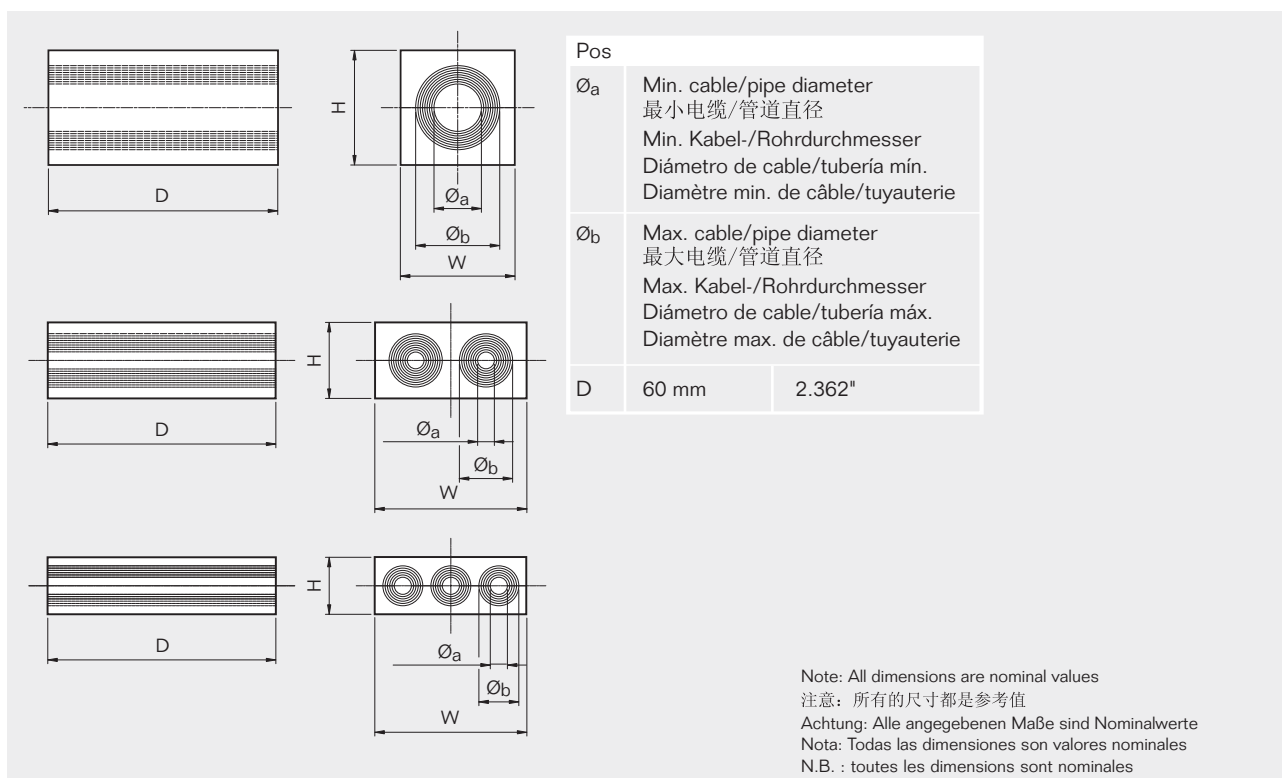 H
D
Øa
Øb
W
H
D
Øa
Øb
W
H
D
Øa
Øb
W
Pos
Øa
Min. cable/pipe diameter
最小电缆/管道直径
Min. Kabel-/Rohrdurchmesser
Diámetro de cable/tubería mín.
Diamètre min. de câble/tuyauterie
Øb
Max. cable/pipe diameter
最大电缆/管道直径
Max. Kabel-/Rohrdurchmesser
Diámetro de cable/tubería máx.
Diamètre max. de câble/tuyauterie
D 60 mm 2.362"
Note: All dimensions are nominal values
注意：所有的尺寸都是参考值
Achtung: Alle angegebenen Maße sind Nominalwerte
Nota: Todas las dimensiones son valores nominales
N.B. : toutes les dimensions sont nominales